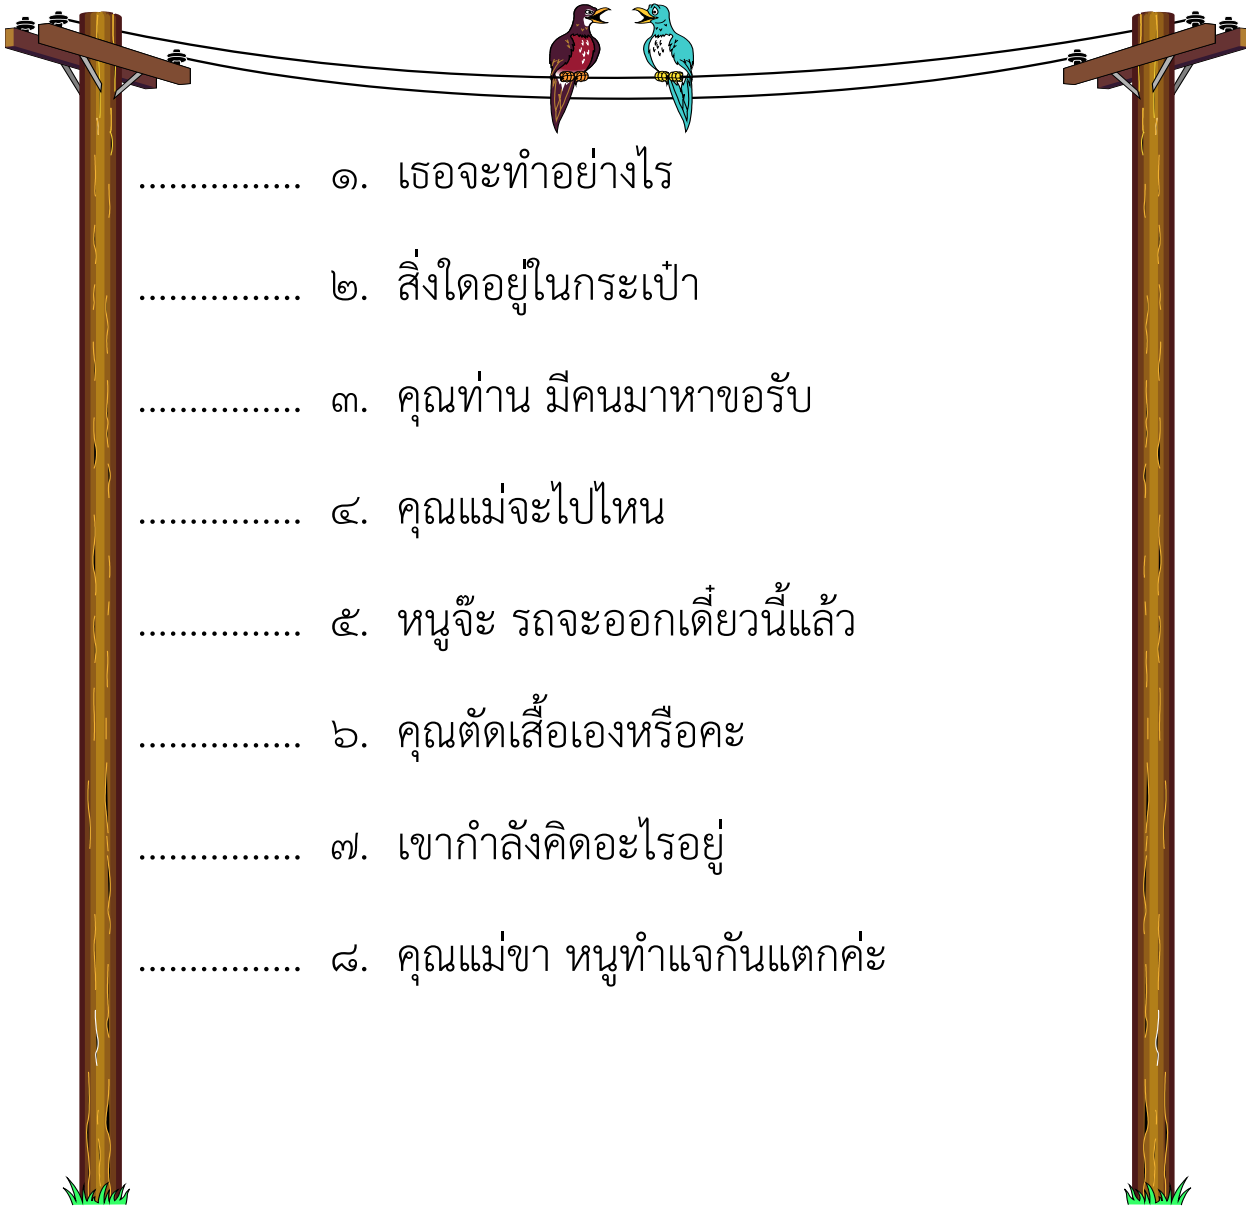 ................ ๑. เธอจะทำอย่างไร
................ ๒. สิ่งใดอยู่ในกระเป๋า
................ ๓. คุณท่าน มีคนมาหาขอรับ
................ ๔. คุณแม่จะไปไหน
................ ๕. หนูจ๊ะ รถจะออกเดี๋ยวนี้แล้ว
................ ๖. คุณตัดเสื้อเองหรือคะ
................ ๗. เขากำลังคิดอะไรอยู่
................ ๘. คุณแม่ขา หนูทำแจกันแตกค่ะ